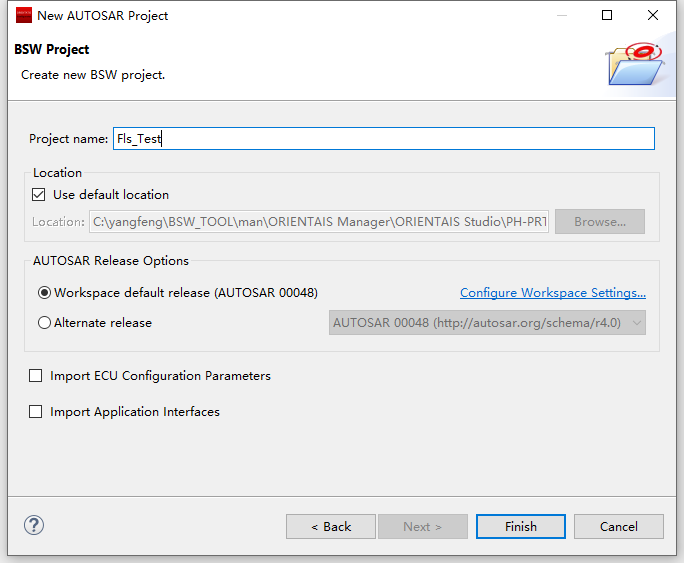 New AUTOSAR Project
BSW Project
Create new BSW project.
Project name: Fls_Test
Location
Use default location
Location: C:\yangfeng\BSW_TOOL\man\ORIENTAIS Manager\ORIENTAIS Studio\PH-PRT Browse...
AUTOSAR Release Options
Workspace default release (AUTOSAR 00048) Configure Workspace Settings...
Alternate release AUTOSAR 00048 (http://autosar.org/schema/r4.0)
Import ECU Configuration Parameters
Import Application Interfaces
? < Back Next > Finish Cancel